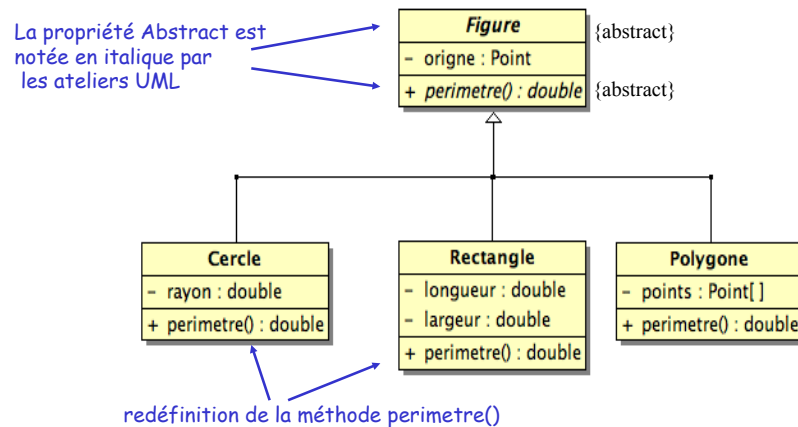 La propriété Abstract est
notée en italique par
les ateliers UML
Figure
{abstract}
- origne : Point
+ perimetre() : double
{abstract}
Cercle
- rayon : double
+ perimetre() : double
Rectangle
- longueur : double
- largeur : double
+ perimetre() : double
Polygone
- points : Point[ ]
+ perimetre() : double
redéfinition de la méthode perimetre()